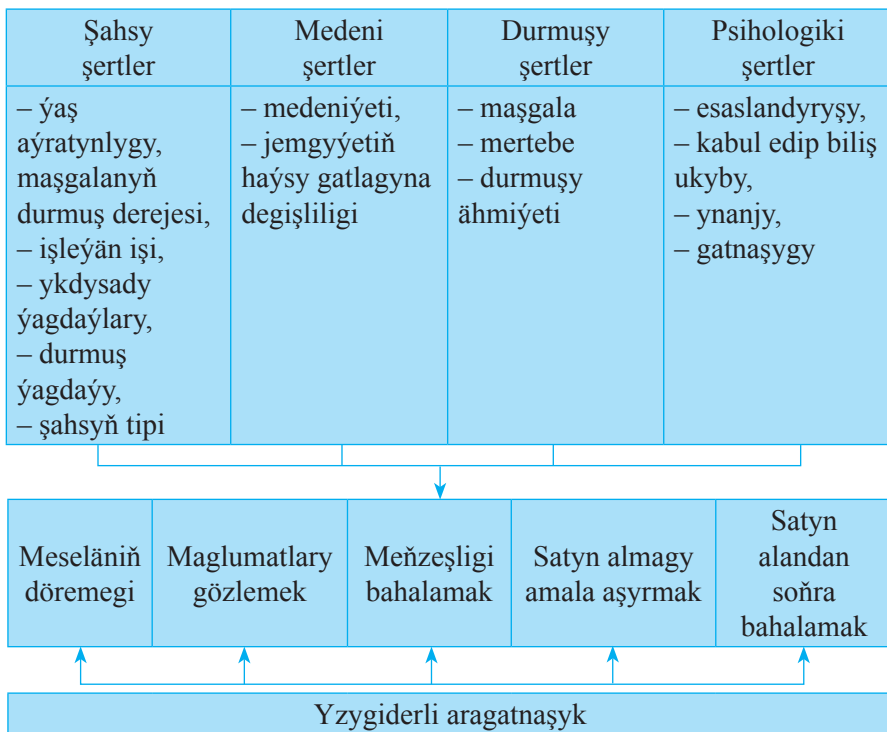 Şahsy
şertler
Medeni
şertler
Durmuşy
şertler
Psihologiki
şertler
– ýaş
aýratynlygy,
maşgalanyň
durmuş derejesi,
– işleýän işi,
– ykdysady
ýagdaýlary,
– durmuş
ýagdaýy,
– şahsyň tipi
– medeniýeti,
– jemgyýetiň
haýsy gatlagyna
degişliligi
– maşgala
– mertebe
– durmuşy
ähmiýeti
– esaslandyryşy,
– kabul edip biliş
ukyby,
– ynanjy,
– gatnaşygy
Meseläniň
döremegi
Maglumatlary
gözlemek
Meňzeşligi
bahalamak
Satyn almagy
amala aşyrmak
Satyn
alandan
soňra
bahalamak
Yzygiderli aragatnaşyk